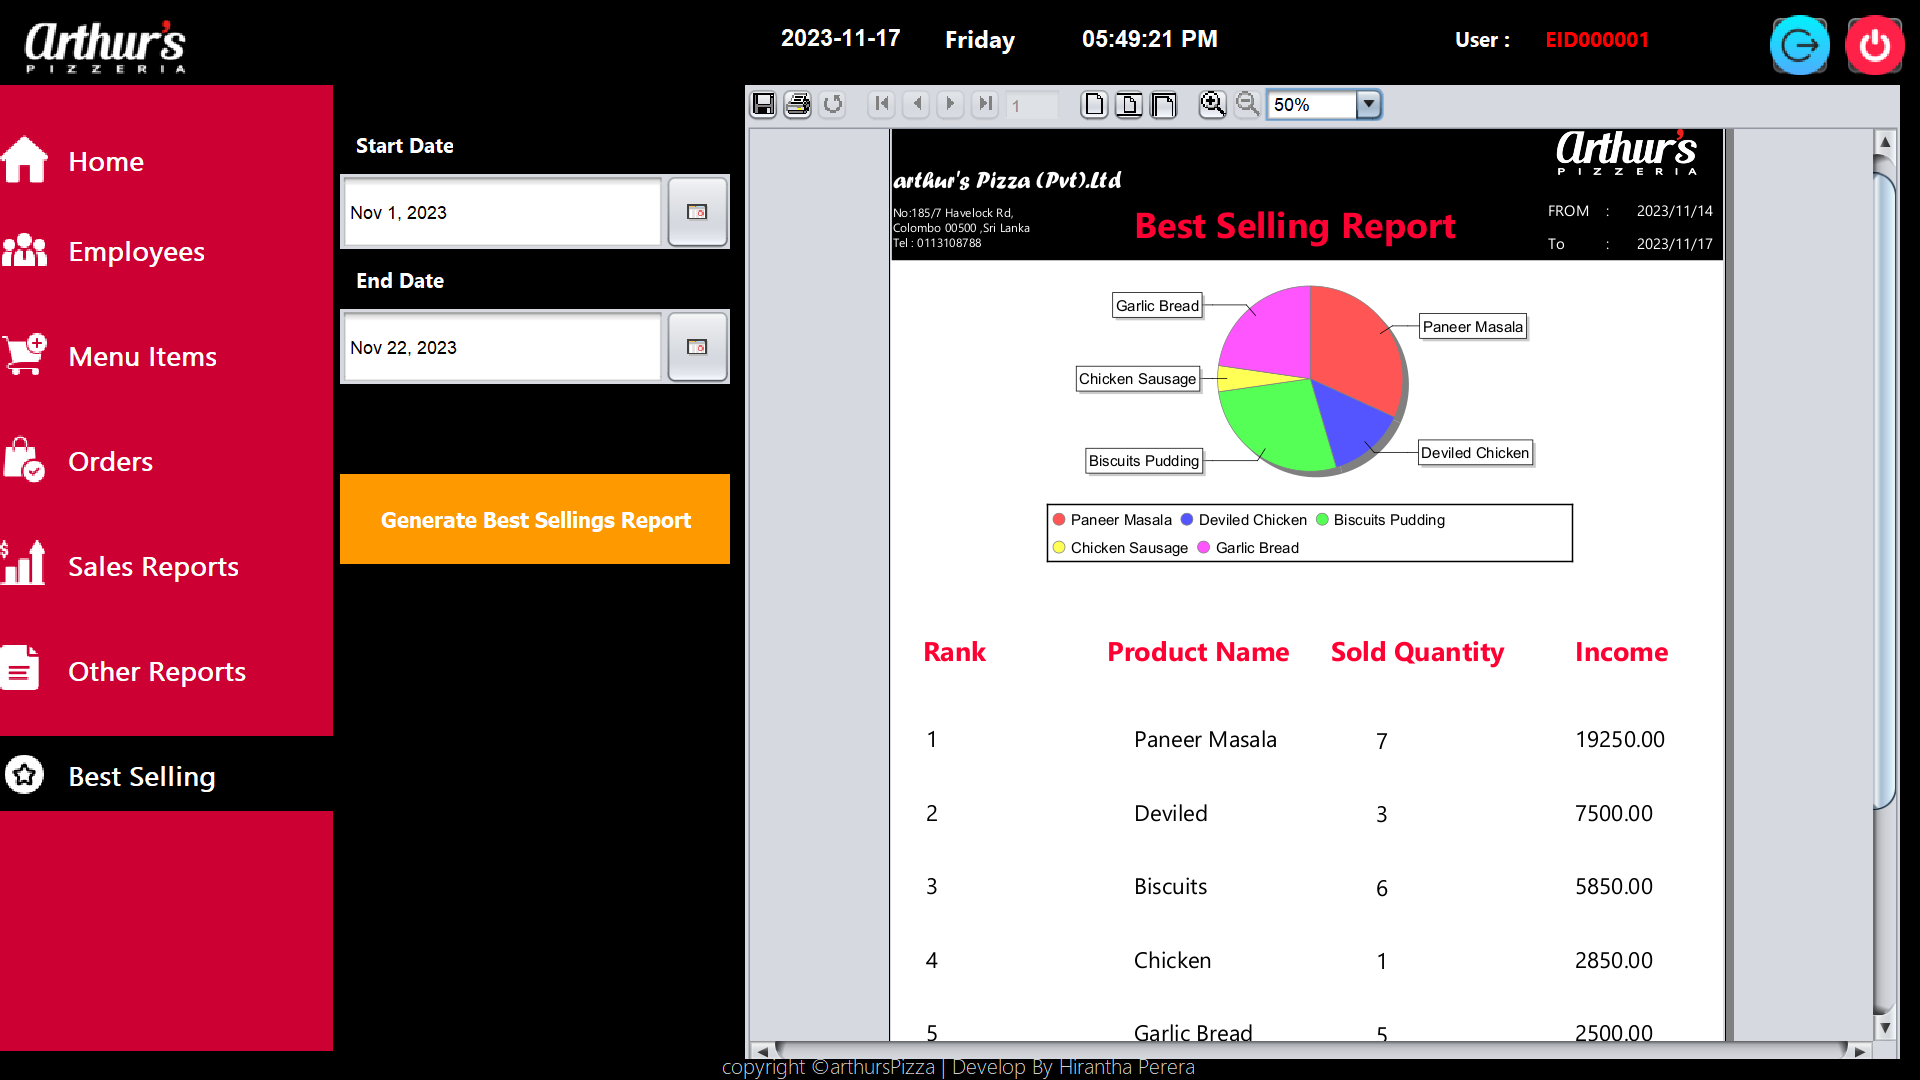 arthur's
PIZZERIA
2023-11-17 Friday 05:49:21 PM
User : EID000001
Home
Employees
Menu Items
Orders
Sales Reports
Other Reports
Best Selling
Start Date
Nov 1, 2023
End Date
Nov 22, 2023
Generate Best Sellings Report
1
50%
arthur's
PIZZERIA
arthur's Pizza (Pvt).Ltd
No:185/7 Havelock Rd,
Colombo 00500 ,Sri Lanka
Tel : 0113108788
Best Selling Report
FROM : 2023/11/14
To : 2023/11/17
Garlic Bread
Paneer Masala
Chicken Sausage
Biscuits Pudding
Deviled Chicken
Paneer Masala Deviled Chicken Biscuits Pudding
Chicken Sausage Garlic Bread
Rank Product Name Sold Quantity Income
1 Paneer Masala 7 19250.00
2 Deviled 3 7500.00
3 Biscuits 6 5850.00
4 Chicken 1 2850.00
5 Garlic Bread 5 2500.00
copyright ©arthursPizza | Develop By Hirantha Perera